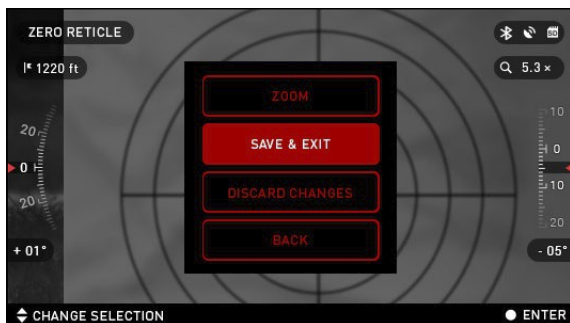 ZERO RETICLE
SD
1220 ft
5.3×
ZOOM
SAVE & EXIT
DISCARD CHANGES
BACK
20
0
20
+ 01°
10
0
10
20
- 05°
CHANGE SELECTION
ENTER